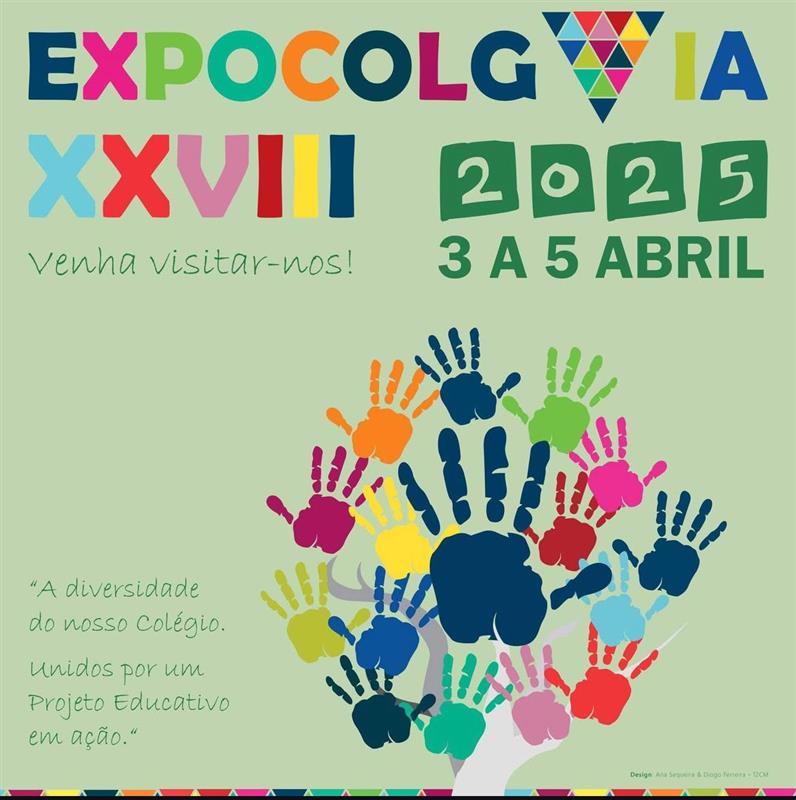 EXPOCOLGAIA
XXVIII
2025
3 A 5 ABRIL
Venha visitar-nos!
“A diversidade
do nosso Colégio.
Unidos por um
Projeto Educativo
em ação.“
Design: Ana Sequeira & Diogo Ferreira - 12CM